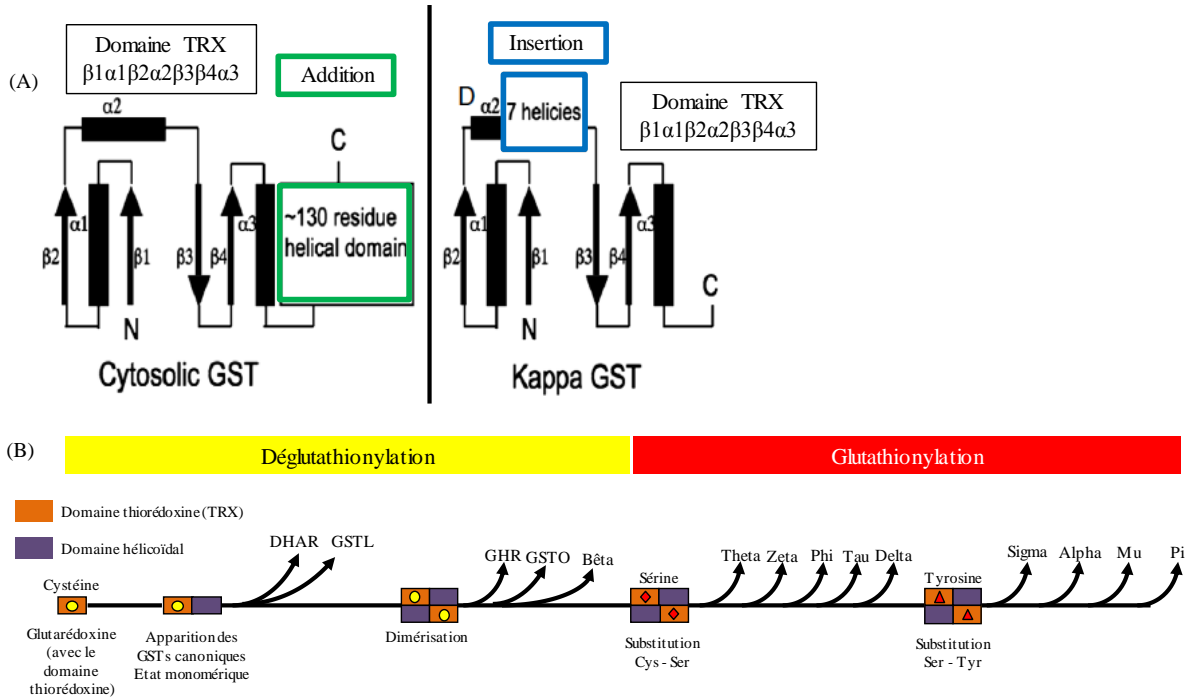 (A)
Domaine TRX
β1α1β2α2β3β4α3
Addition
α2
C
α1
α3
β2
β1
β3
β4
~130 residue
helical domain
N
Cytosolic GST
Insertion
D
α2
7 helicies
Domaine TRX
β1α1β2α2β3β4α3
α1
α3
β2
β1
β3
β4
C
N
Kappa GST
(B)
Déglutathionylation
Glutathionylation
Domaine thiorédoxine (TRX)
Domaine hélicoïdal
DHAR
GSTL
GHR
GSTO
Bêta
Theta
Zeta
Phi
Tau
Delta
Sigma
Alpha
Mu
Pi
Cystéine
Sérine
Tyrosine
Glutarédoxine
(avec le
domaine
thiorédoxine)
Apparition des
GSTs canoniques
Etat monomérique
Dimérisation
Substitution
Cys - Ser
Substitution
Ser - Tyr